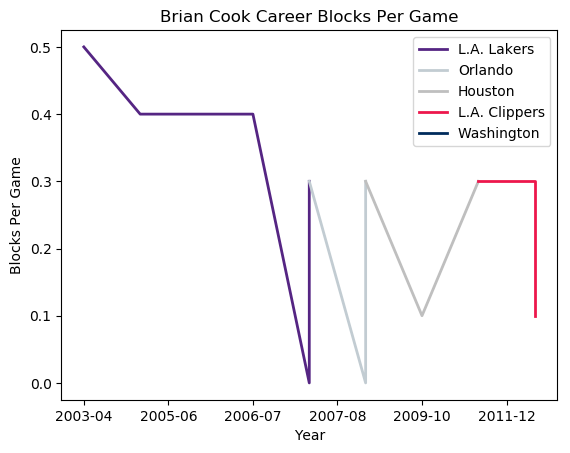 Brian Cook Career Blocks Per Game
L.A. Lakers
Orlando
Houston
L.A. Clippers
Washington
Blocks Per Game
0.5
0.4
0.3
0.2
0.1
0.0
2003-04 2005-06 2006-07 2007-08 2009-10 2011-12
Year